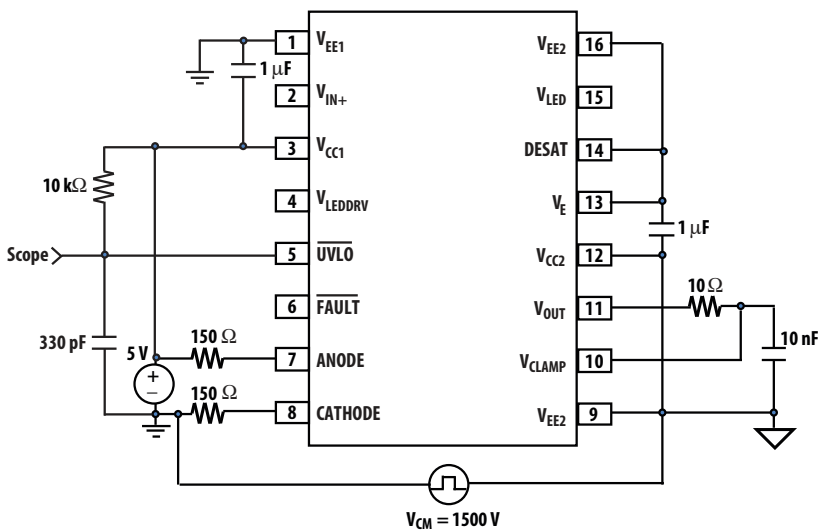 1 V_EE1
1 μF
2 V_IN+
3 V_CC1
10 kΩ
4 V_LEDDRV
Scope
5 UVLO
6 FAULT
330 pF
5 V
+
−
150 Ω
7 ANODE
150 Ω
8 CATHODE
V_EE2 16
V_LED 15
DESAT 14
V_E 13
1 μF
V_CC2 12
10 Ω
V_OUT 11
10 nF
V_CLAMP 10
V_EE2 9
V_CM = 1500 V